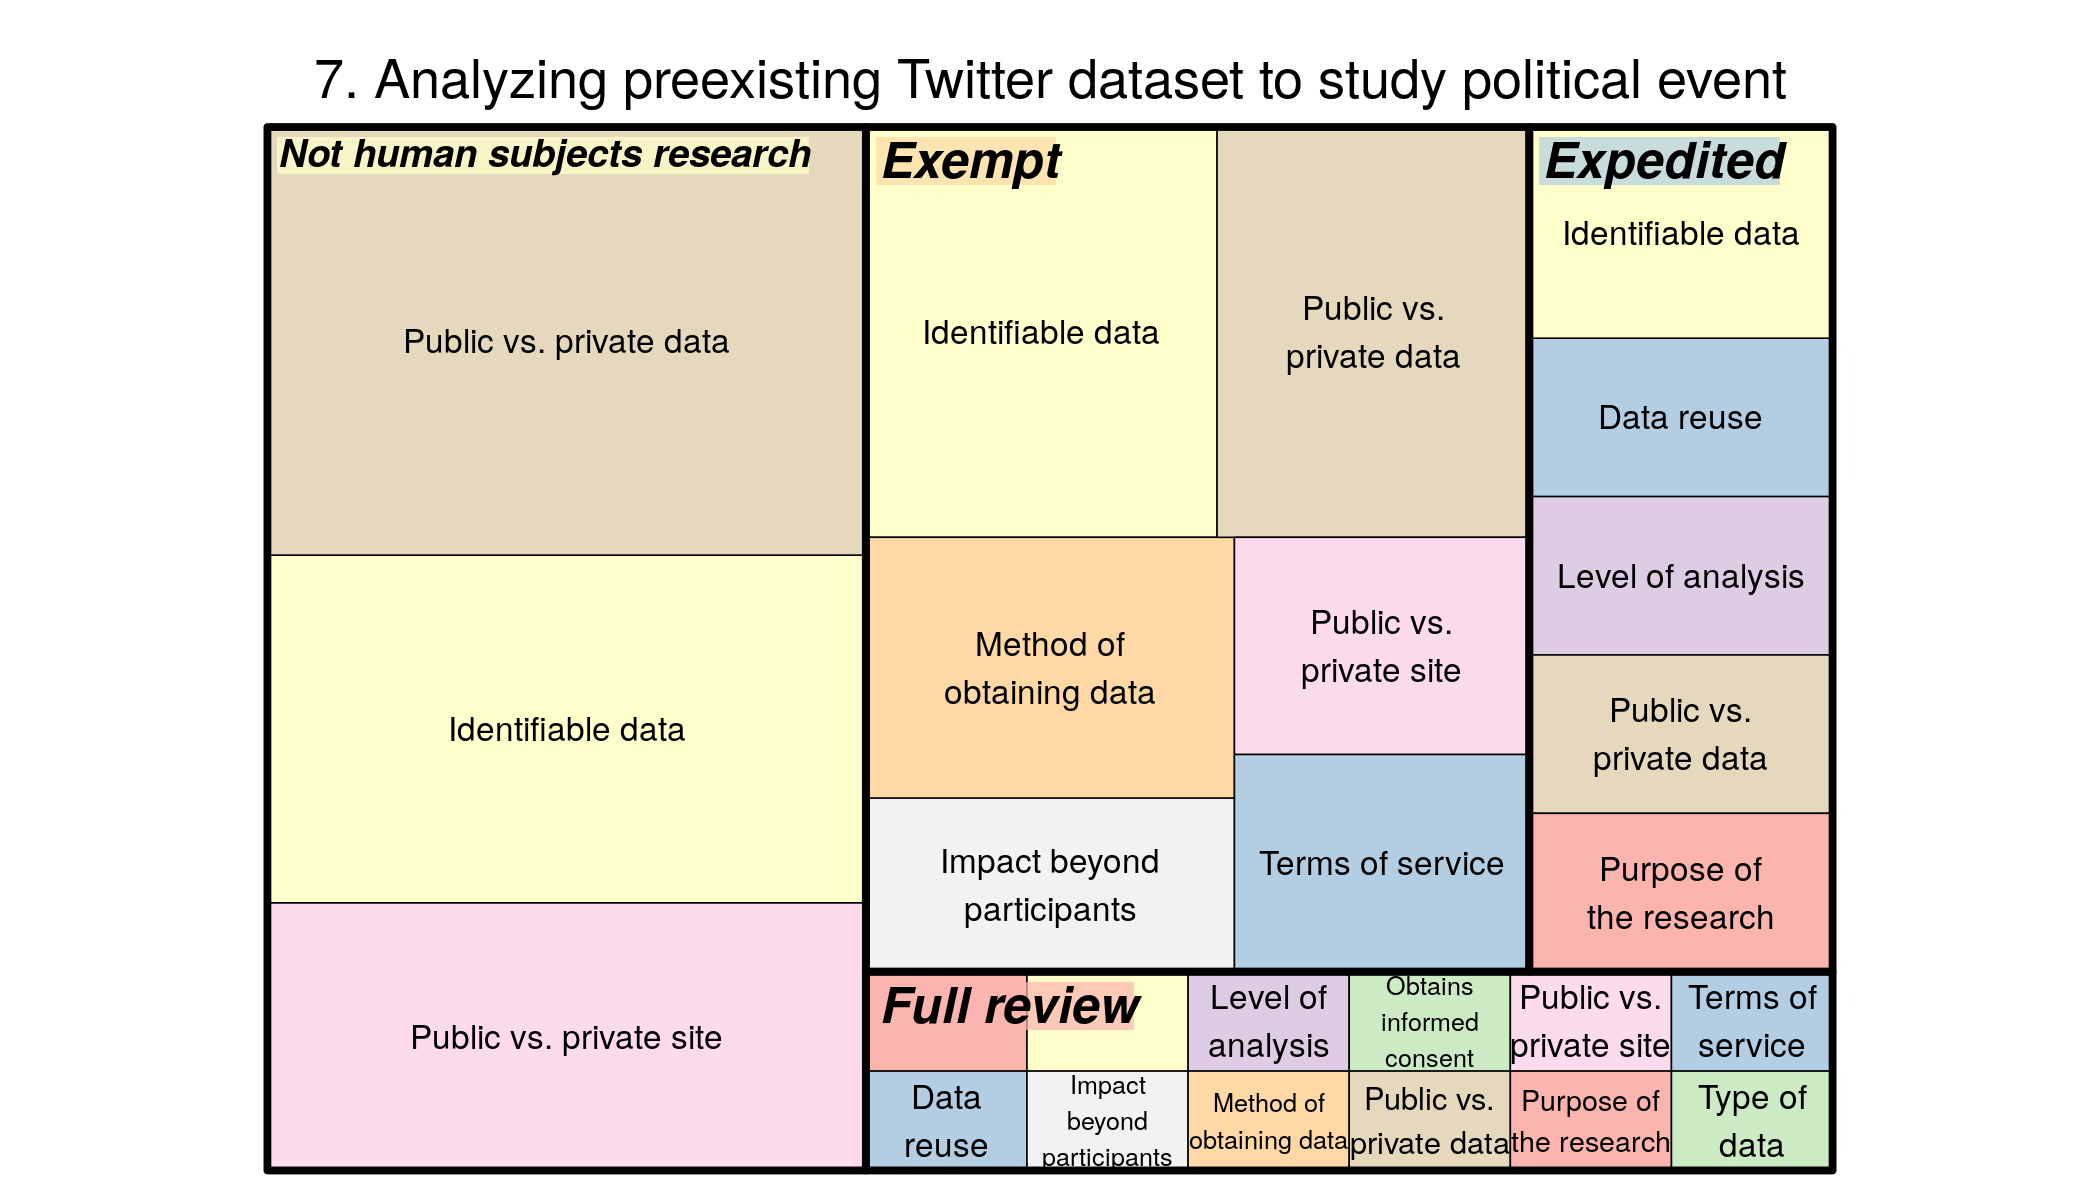 7. Analyzing preexisting Twitter dataset to study political event
Not human subjects research
Public vs. private data
Identifiable data
Public vs. private site
Exempt
Identifiable data
Public vs.
private data
Method of
obtaining data
Public vs.
private site
Impact beyond
participants
Terms of service
Expedited
Identifiable data
Data reuse
Level of analysis
Public vs.
private data
Purpose of
the research
Full review
Level of
analysis
Obtains
informed
consent
Public vs.
private site
Terms of
service
Data
reuse
Impact
beyond
participants
Method of
obtaining data
Public vs.
private data
Purpose of
the research
Type of
data